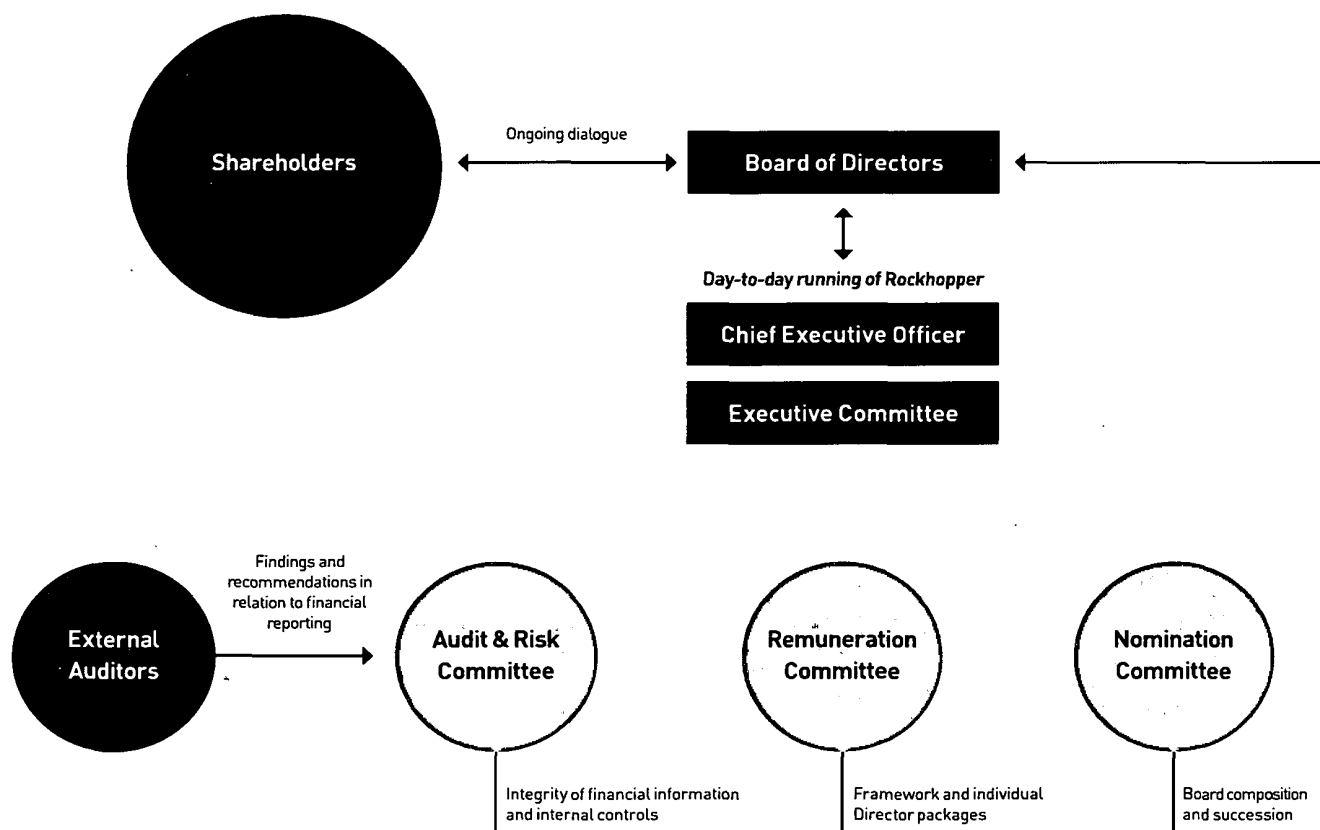 Shareholders
Ongoing dialogue
Board of Directors
Day-to-day running of Rockhopper
Chief Executive Officer
Executive Committee
External
Auditors
Findings and
recommendations in
relation to financial
reporting
Audit & Risk
Committee
Remuneration
Committee
Nomination
Committee
Integrity of financial information
and internal controls
Framework and individual
Director packages
Board composition
and succession